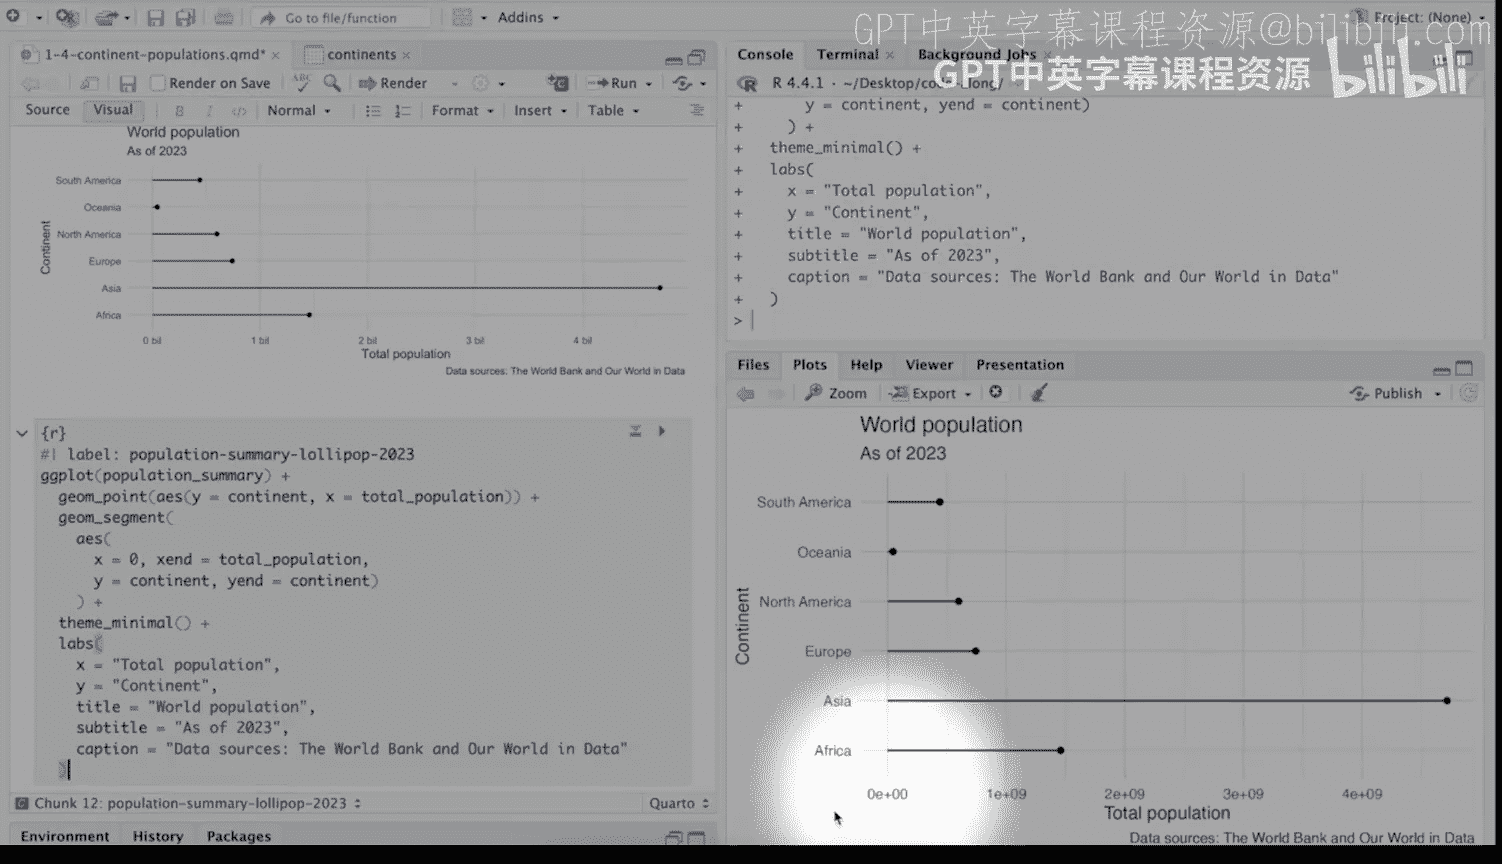 Go to file/function
Addins
Project: (None)
GPT中英字幕课程资源@bilibili.com
GPT中英字幕课程资源 bilibili
1-4-continent-populations.qmd*
continents
Render on Save
ABC
Render
Run
Source
Visual
B
I
</>
Normal
Format
Insert
Table
World population
As of 2023
South America
Oceania
North America
Europe
Asia
Africa
Continent
0 bil
1 bil
2 bil
3 bil
4 bil
Total population
Data sources: The World Bank and Our World in Data
{r}
#| label: population-summary-lollipop-2023
ggplot(population_summary) +
geom_point(aes(y = continent, x = total_population)) +
geom_segment(
aes(
x = 0, xend = total_population,
y = continent, yend = continent)
) +
theme_minimal() +
labs(
x = "Total population",
y = "Continent",
title = "World population",
subtitle = "As of 2023",
caption = "Data sources: The World Bank and Our World in Data"
)
Chunk 12: population-summary-lollipop-2023
Quarto
Environment
History
Packages
Console
Terminal
Background Jobs
R 4.4.1 · ~/Desktop/
+ y = continent, yend = continent)
+ ) +
+ theme_minimal() +
+ labs(
+ x = "Total population",
+ y = "Continent",
+ title = "World population",
+ subtitle = "As of 2023",
+ caption = "Data sources: The World Bank and Our World in Data"
+ )
>
Files
Plots
Help
Viewer
Presentation
Zoom
Export
Publish
World population
As of 2023
South America
Oceania
North America
Europe
Asia
Africa
Continent
0e+00
1e+09
2e+09
3e+09
4e+09
Total population
Data sources: The World Bank and Our World in Data